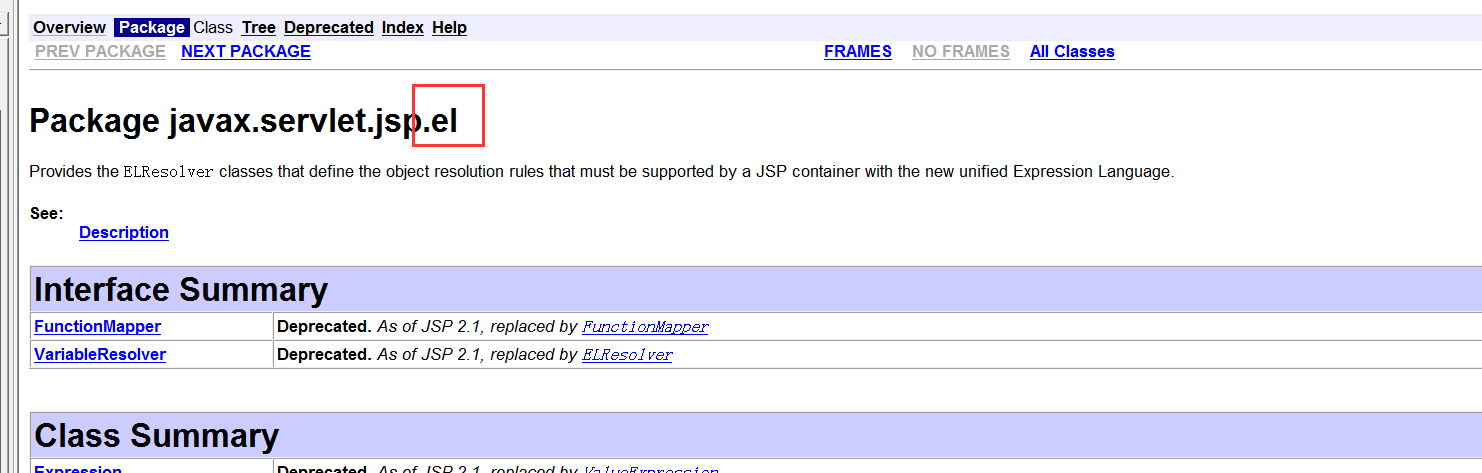 Overview Package Class Tree Deprecated Index Help
PREV PACKAGE NEXT PACKAGE FRAMES NO FRAMES All Classes
Package javax.servlet.jsp.el
Provides the ELResolver classes that define the object resolution rules that must be supported by a JSP container with the new unified Expression Language.
See:
Description
Interface Summary
FunctionMapper Deprecated. As of JSP 2.1, replaced by FunctionMapper
VariableResolver Deprecated. As of JSP 2.1, replaced by ELResolver
Class Summary
Expression Deprecated. As of JSP 2.1, replaced by ValueExpression